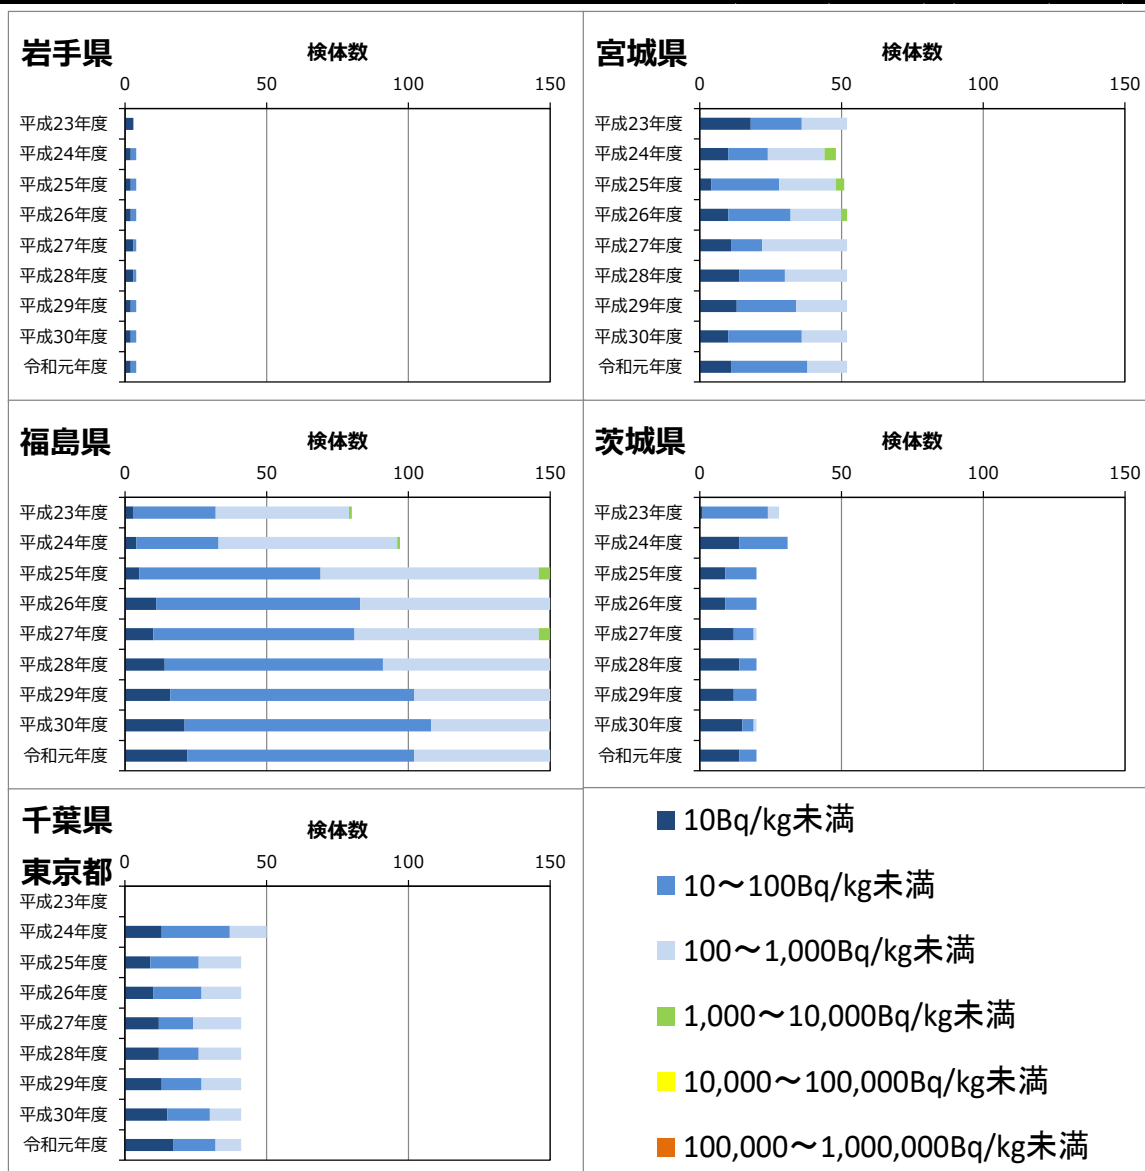 岩手県
検体数
0 50 100 150
平成23年度
平成24年度
平成25年度
平成26年度
平成27年度
平成28年度
平成29年度
平成30年度
令和元年度
宮城県
検体数
0 50 100 150
平成23年度
平成24年度
平成25年度
平成26年度
平成27年度
平成28年度
平成29年度
平成30年度
令和元年度
福島県
検体数
0 50 100 150
平成23年度
平成24年度
平成25年度
平成26年度
平成27年度
平成28年度
平成29年度
平成30年度
令和元年度
茨城県
検体数
0 50 100 150
平成23年度
平成24年度
平成25年度
平成26年度
平成27年度
平成28年度
平成29年度
平成30年度
令和元年度
千葉県
東京都
検体数
0 50 100 150
平成23年度
平成24年度
平成25年度
平成26年度
平成27年度
平成28年度
平成29年度
平成30年度
令和元年度
10Bq/kg未満
10～100Bq/kg未満
100～1,000Bq/kg未満
1,000～10,000Bq/kg未満
10,000～100,000Bq/kg未満
100,000～1,000,000Bq/kg未満